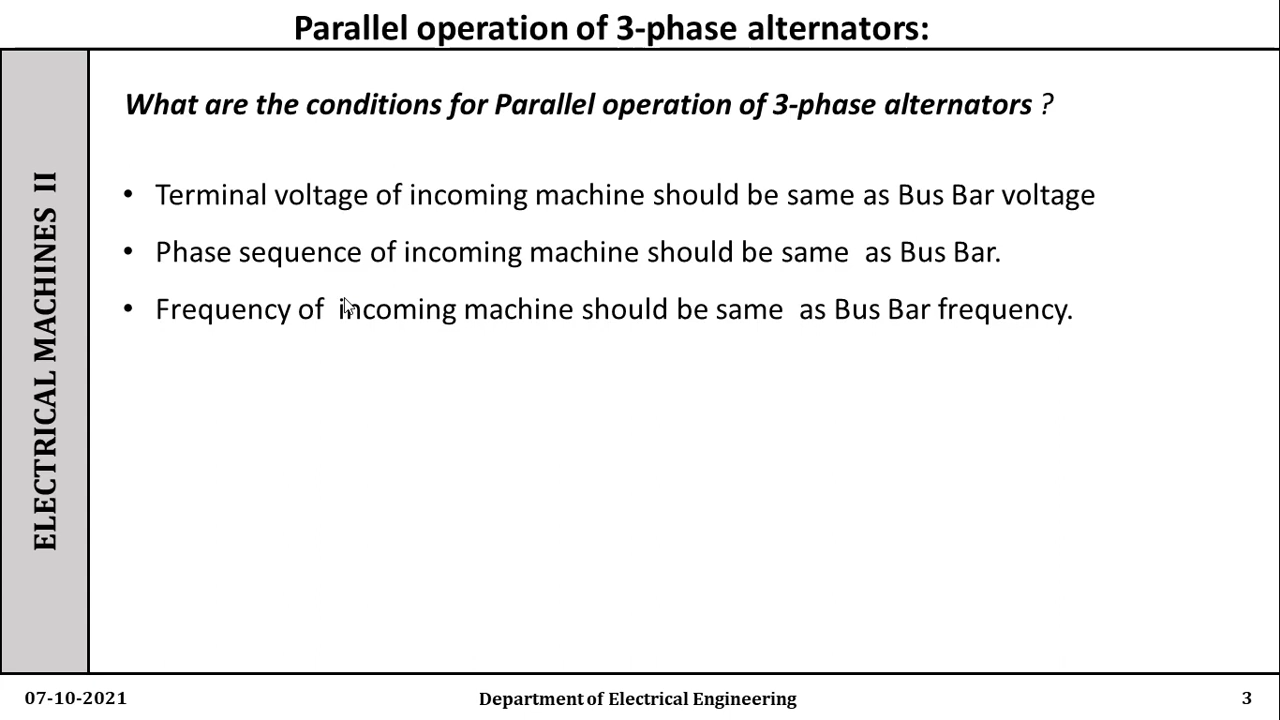 Parallel operation of 3-phase alternators:
ELECTRICAL MACHINES II
What are the conditions for Parallel operation of 3-phase alternators ?
• Terminal voltage of incoming machine should be same as Bus Bar voltage
• Phase sequence of incoming machine should be same as Bus Bar.
• Frequency of incoming machine should be same as Bus Bar frequency.
07-10-2021
Department of Electrical Engineering
3